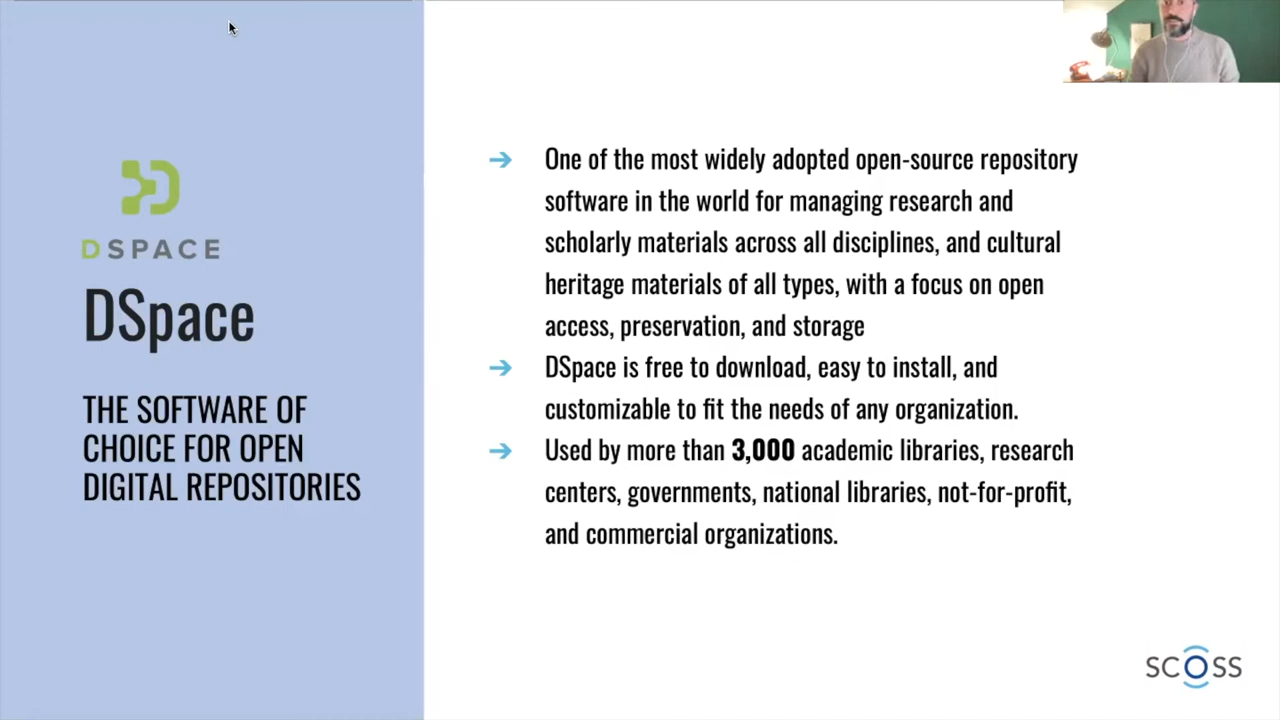 DSPACE
DSpace
THE SOFTWARE OF
CHOICE FOR OPEN
DIGITAL REPOSITORIES
➔ One of the most widely adopted open-source repository
software in the world for managing research and
scholarly materials across all disciplines, and cultural
heritage materials of all types, with a focus on open
access, preservation, and storage
➔ DSpace is free to download, easy to install, and
customizable to fit the needs of any organization.
➔ Used by more than 3,000 academic libraries, research
centers, governments, national libraries, not-for-profit,
and commercial organizations.
SCOSS